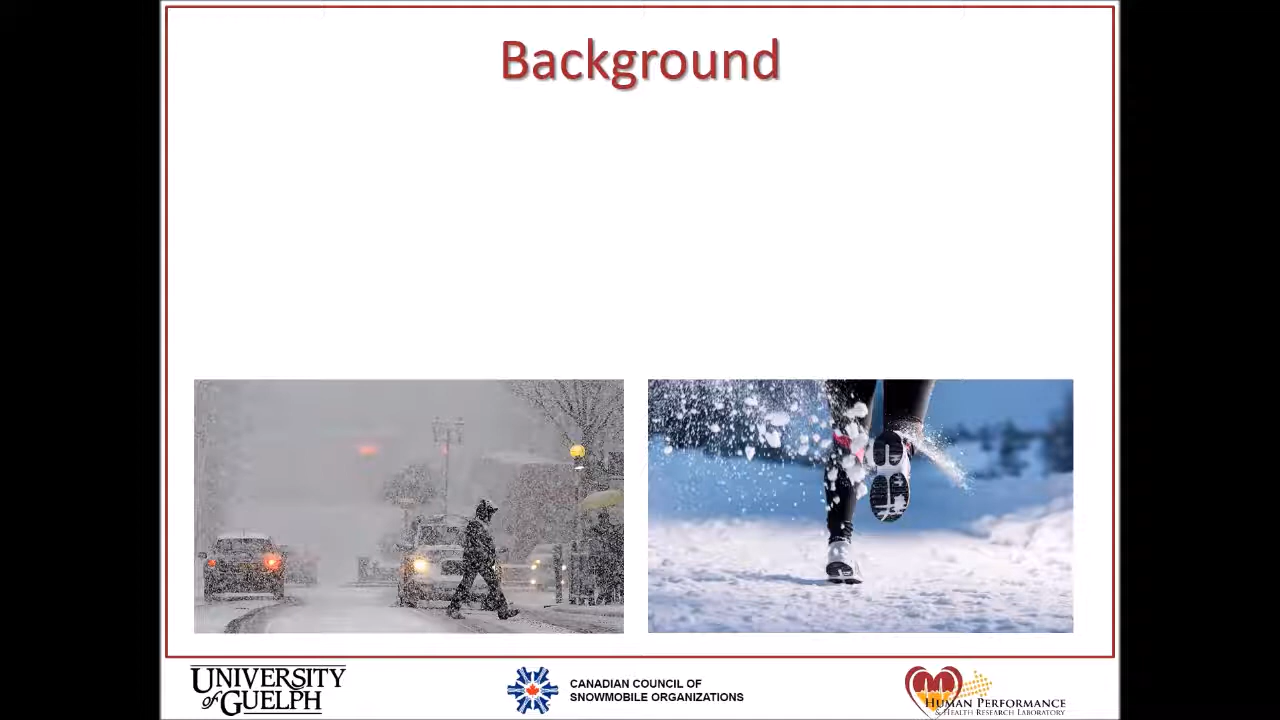 Background
UNIVERSITY
of GUELPH
CANADIAN COUNCIL OF
SNOWMOBILE ORGANIZATIONS
HUMAN PERFORMANCE
& HEALTH RESEARCH LABORATORY